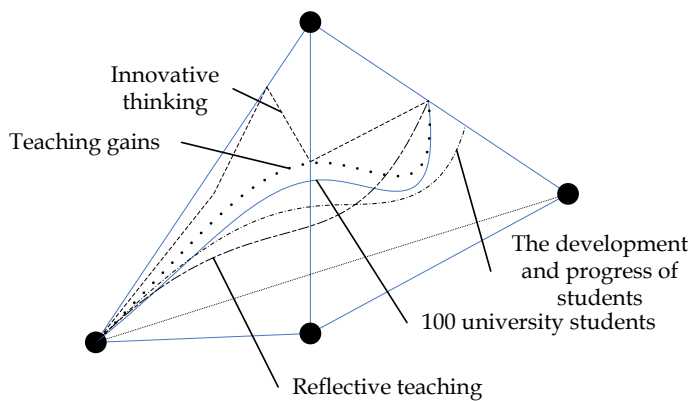 Innovative
thinking
Teaching gains
The development
and progress of
students
100 university students
Reflective teaching